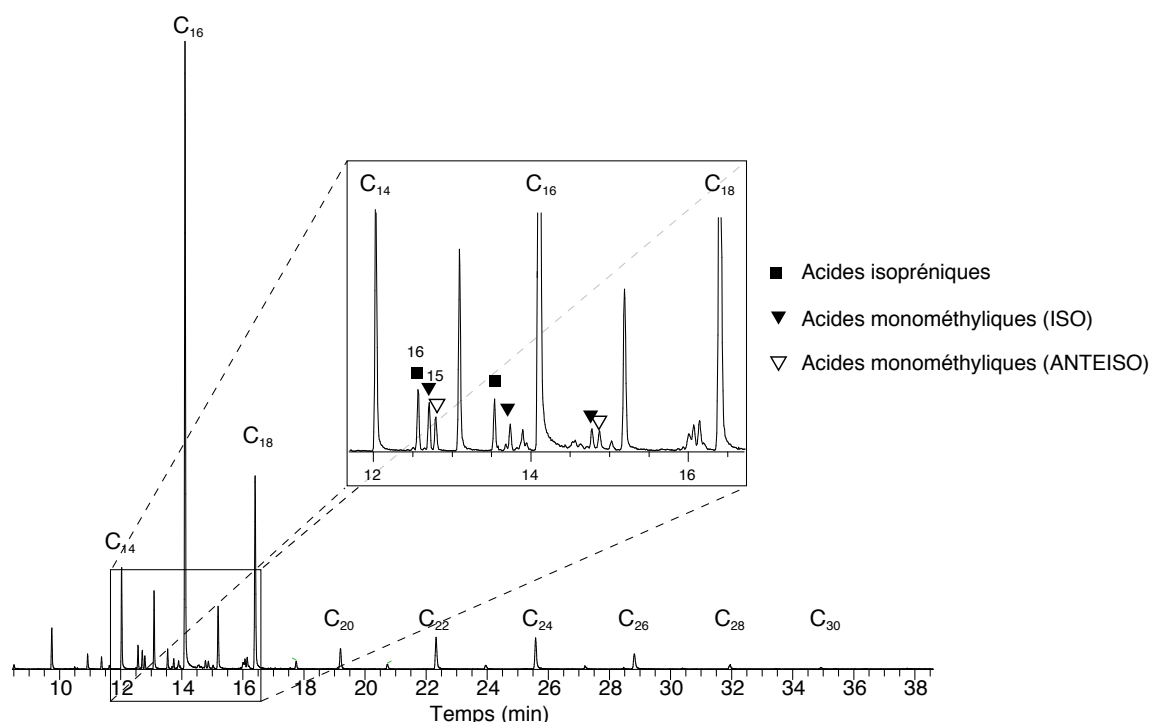 C₁₆
C₁₄ C₁₆ C₁₈
■ Acides isopréniques
▼ Acides monométhyliques (ISO)
▽ Acides monométhyliques (ANTEISO)
16
15
12 14 16
C₁₈
C₁₄
C₂₀ C₂₂ C₂₄ C₂₆ C₂₈ C₃₀
10 12 14 16 18 20 22 24 26 28 30 32 34 36 38
Temps (min)